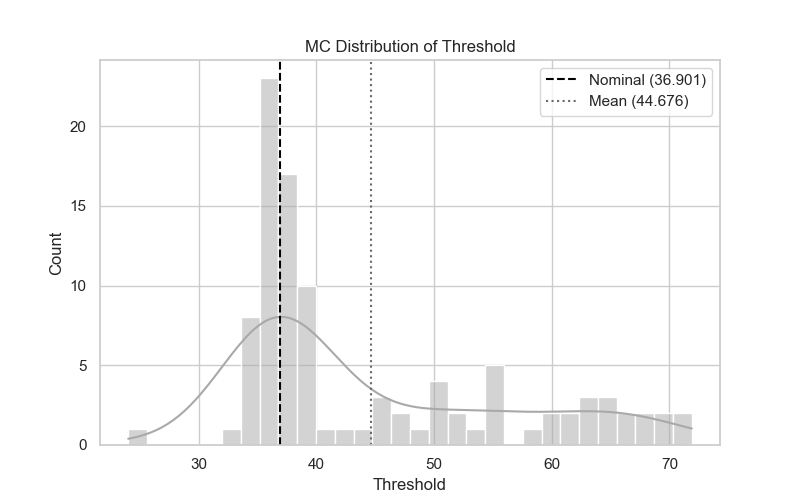 MC Distribution of Threshold
Nominal (36.901)
Mean (44.676)
Count
20
15
10
5
0
30 40 50 60 70
Threshold